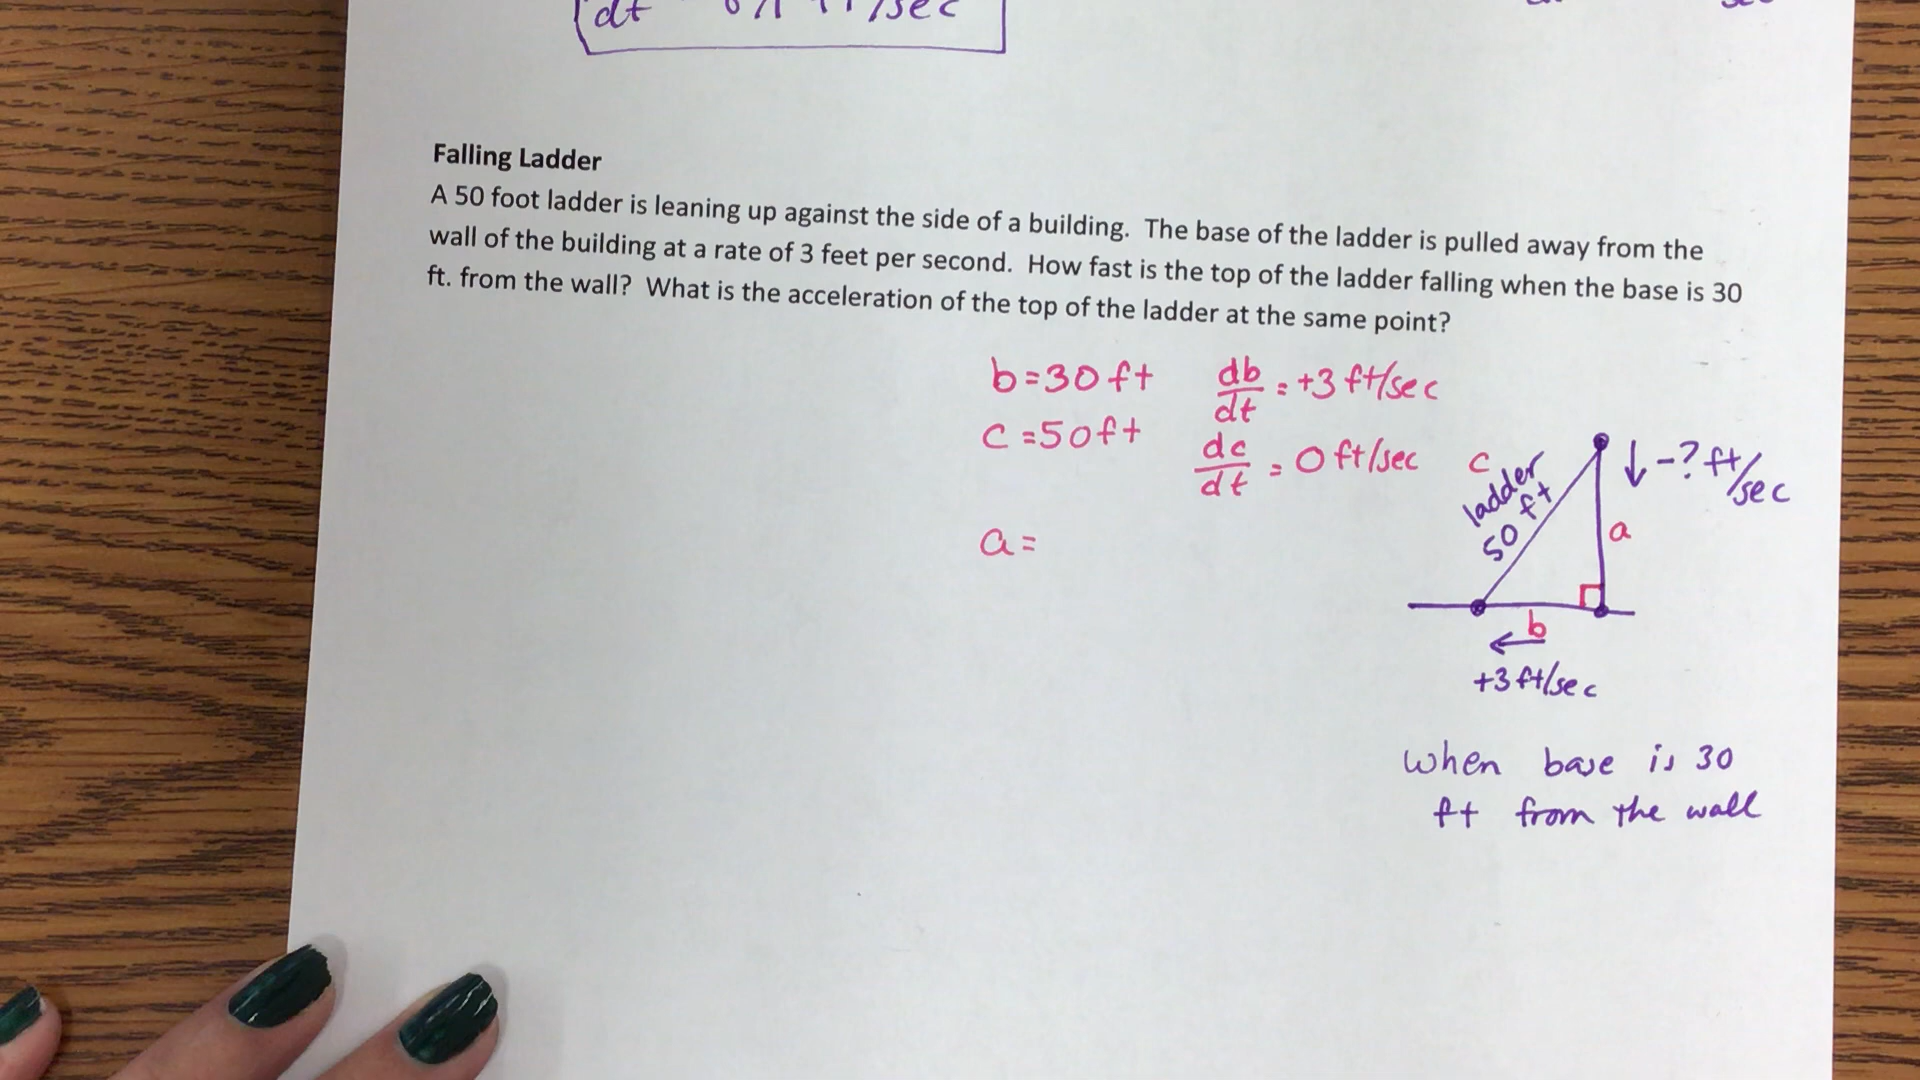 dt /sec
Falling Ladder
A 50 foot ladder is leaning up against the side of a building. The base of the ladder is pulled away from the
wall of the building at a rate of 3 feet per second. How fast is the top of the ladder falling when the base is 30
ft. from the wall? What is the acceleration of the top of the ladder at the same point?
b=30ft db/dt = +3 ft/sec
c=50ft dc/dt = 0 ft/sec
a=
c
ladder
50 ft
↓ -? ft/sec
a
b
←
+3ft/sec
when base is 30
ft from the wall